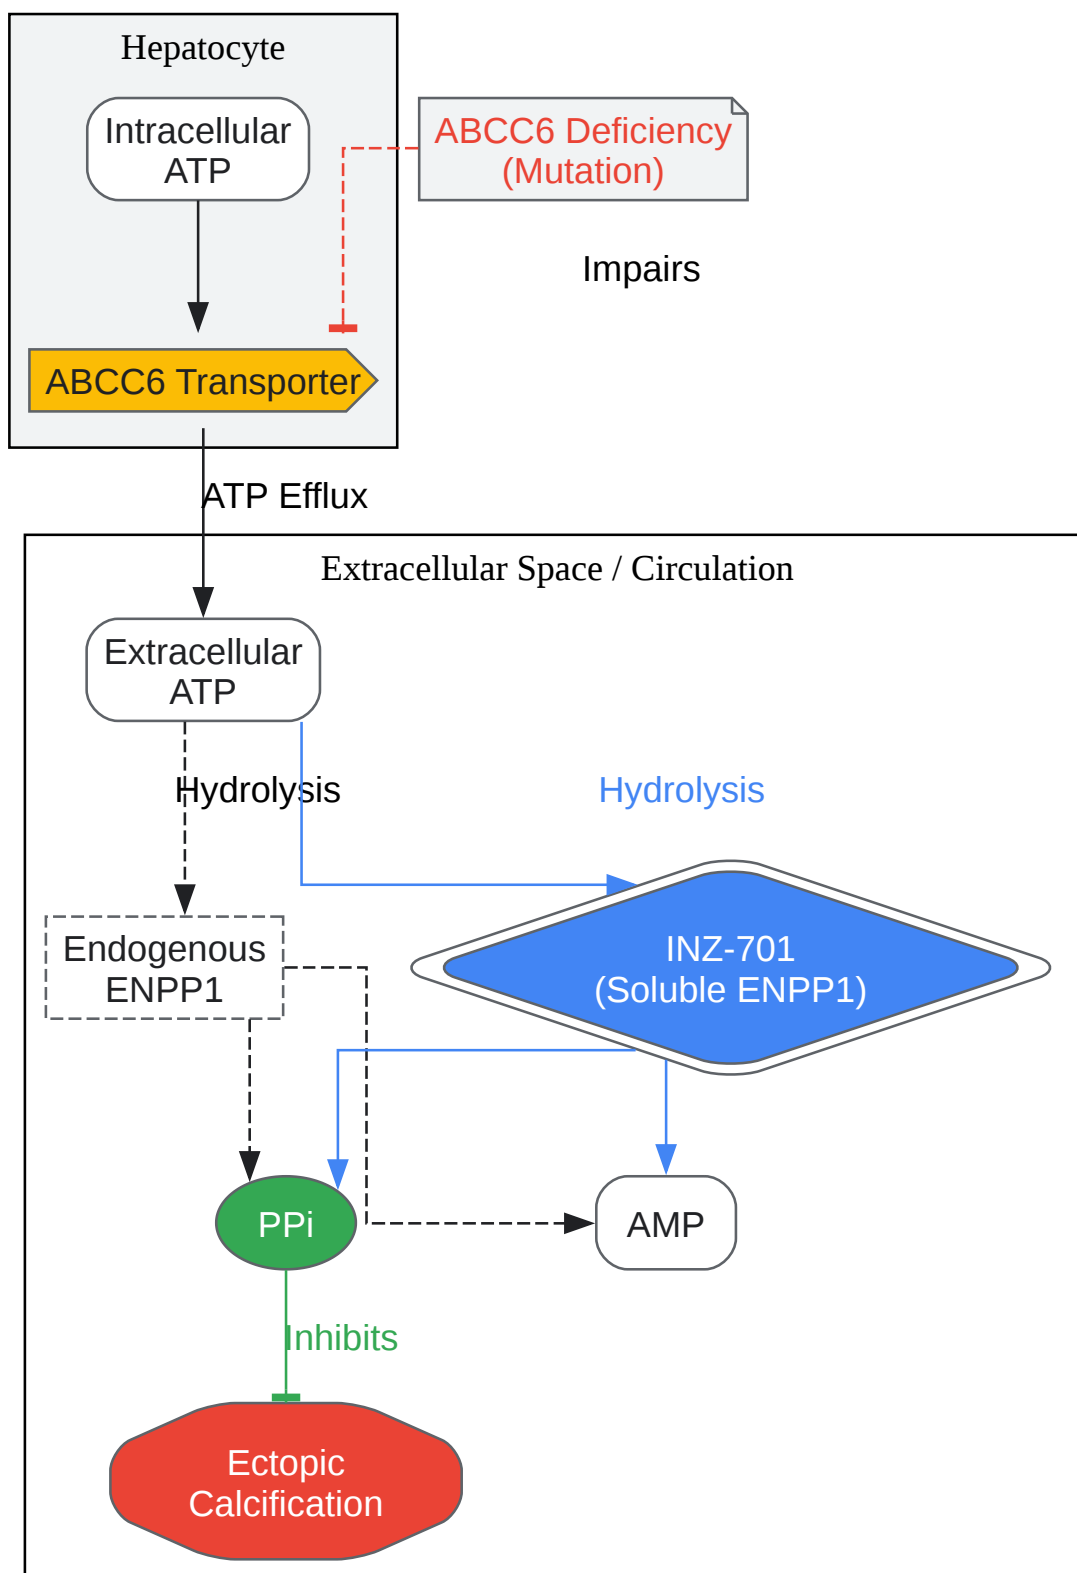 Hepatocyte
Intracellular
ATP
ABCC6 Deficiency
(Mutation)
Impairs
ABCC6 Transporter
ATP Efflux
Extracellular Space / Circulation
Extracellular
ATP
Hydrolysis
Hydrolysis
Endogenous
ENPP1
INZ-701
(Soluble ENPP1)
PPi
AMP
Inhibits
Ectopic
Calcification